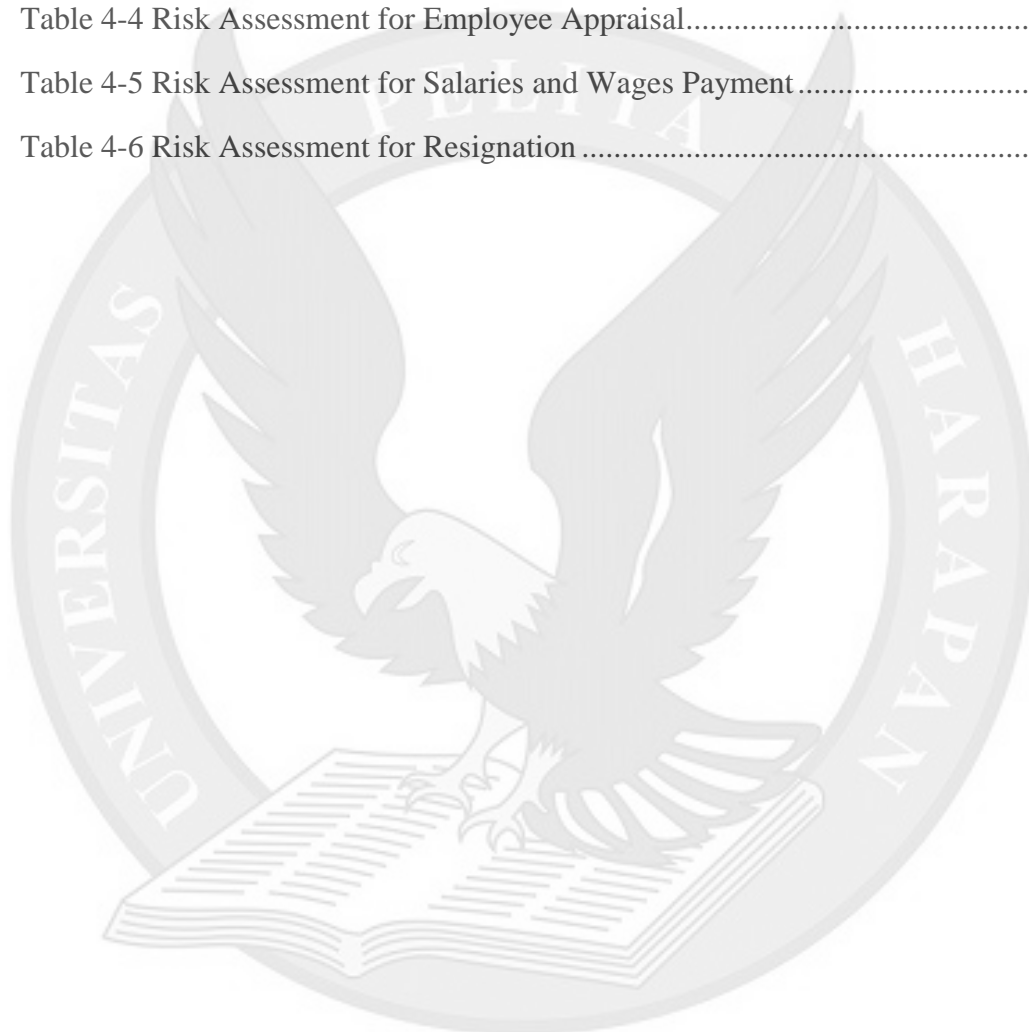 Table 4-4 Risk Assessment for Employee Appraisal....................................
Table 4-5 Risk Assessment for Salaries and Wages Payment........................
Table 4-6 Risk Assessment for Resignation ..............................................
UNIVERSITAS PELITA HARAPAN